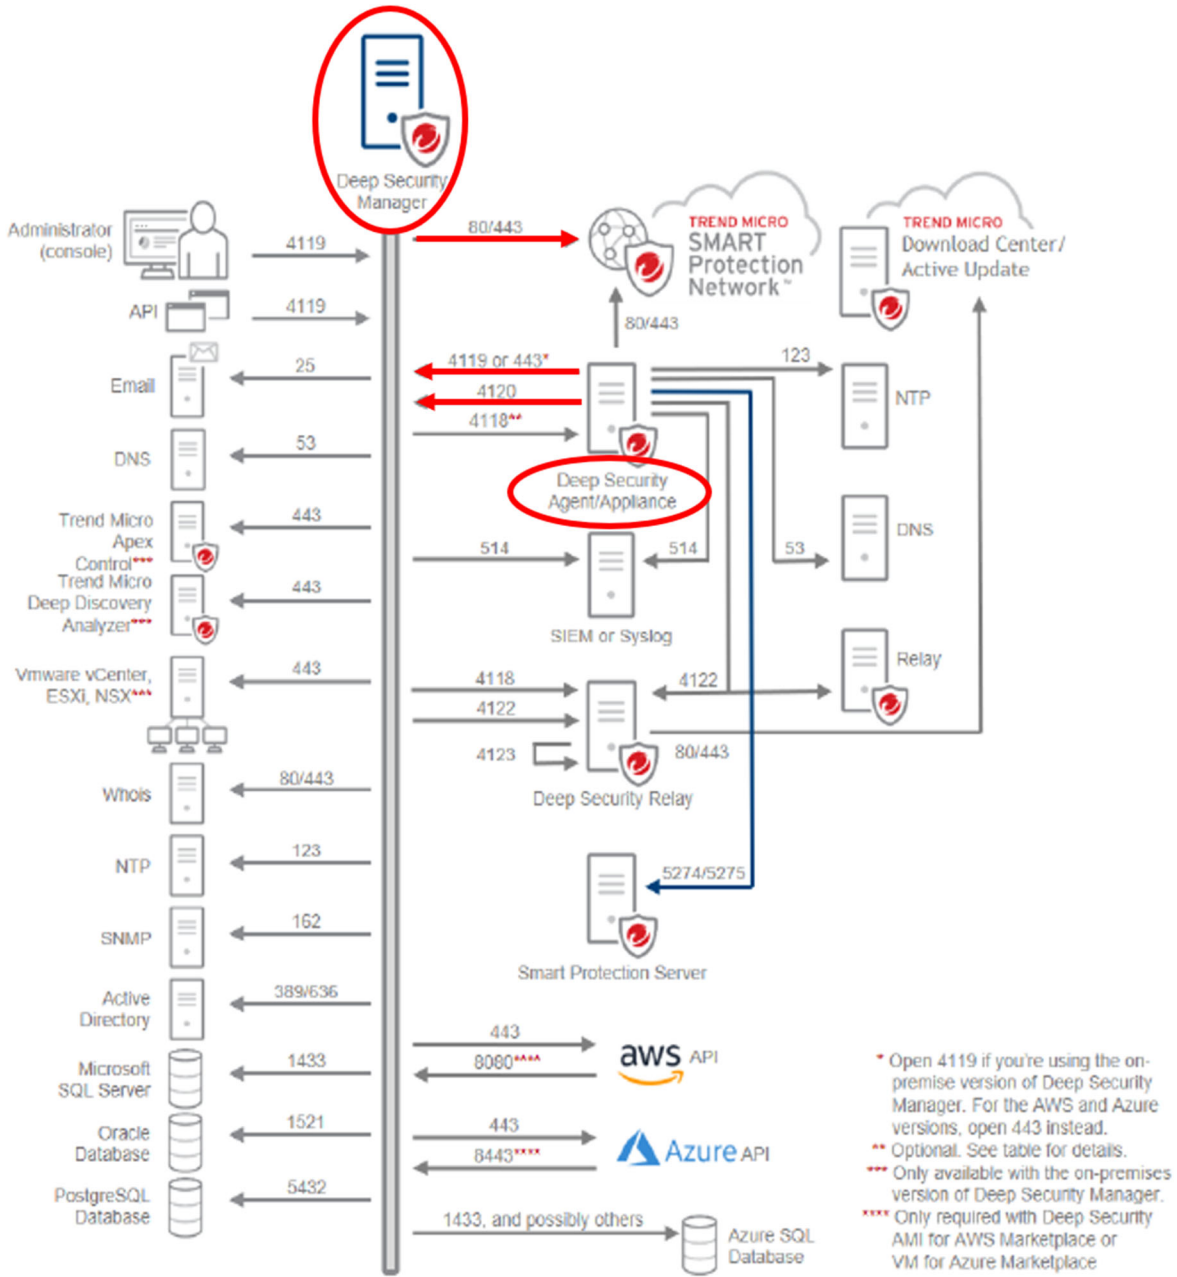 Deep Security
Manager
Administrator
(console)
4119
80/443
TREND MICRO
SMART
Protection
Network™
TREND MICRO
Download Center/
Active Update
API
4119
80/443
Email
25
4119 or 443*
4120
4118**
123
NTP
DNS
53
Deep Security
Agent/Appliance
Trend Micro
Apex
Control***
443
514
514
53
DNS
Trend Micro
Deep Discovery
Analyzer***
443
SIEM or Syslog
Vmware vCenter,
ESXi, NSX***
443
4118
4122
4123
4122
Relay
80/443
Deep Security Relay
Whois
80/443
NTP
123
5274/5275
SNMP
162
Smart Protection Server
Active
Directory
389/636
Microsoft
SQL Server
1433
443
8080****
aws API
Oracle
Database
1521
443
8443****
Azure API
PostgreSQL
Database
5432
1433, and possibly others
Azure SQL
Database
* Open 4119 if you're using the on-
premise version of Deep Security
Manager. For the AWS and Azure
versions, open 443 instead.
** Optional. See table for details.
*** Only available with the on-premises
version of Deep Security Manager.
**** Only required with Deep Security
AMI for AWS Marketplace or
VM for Azure Marketplace